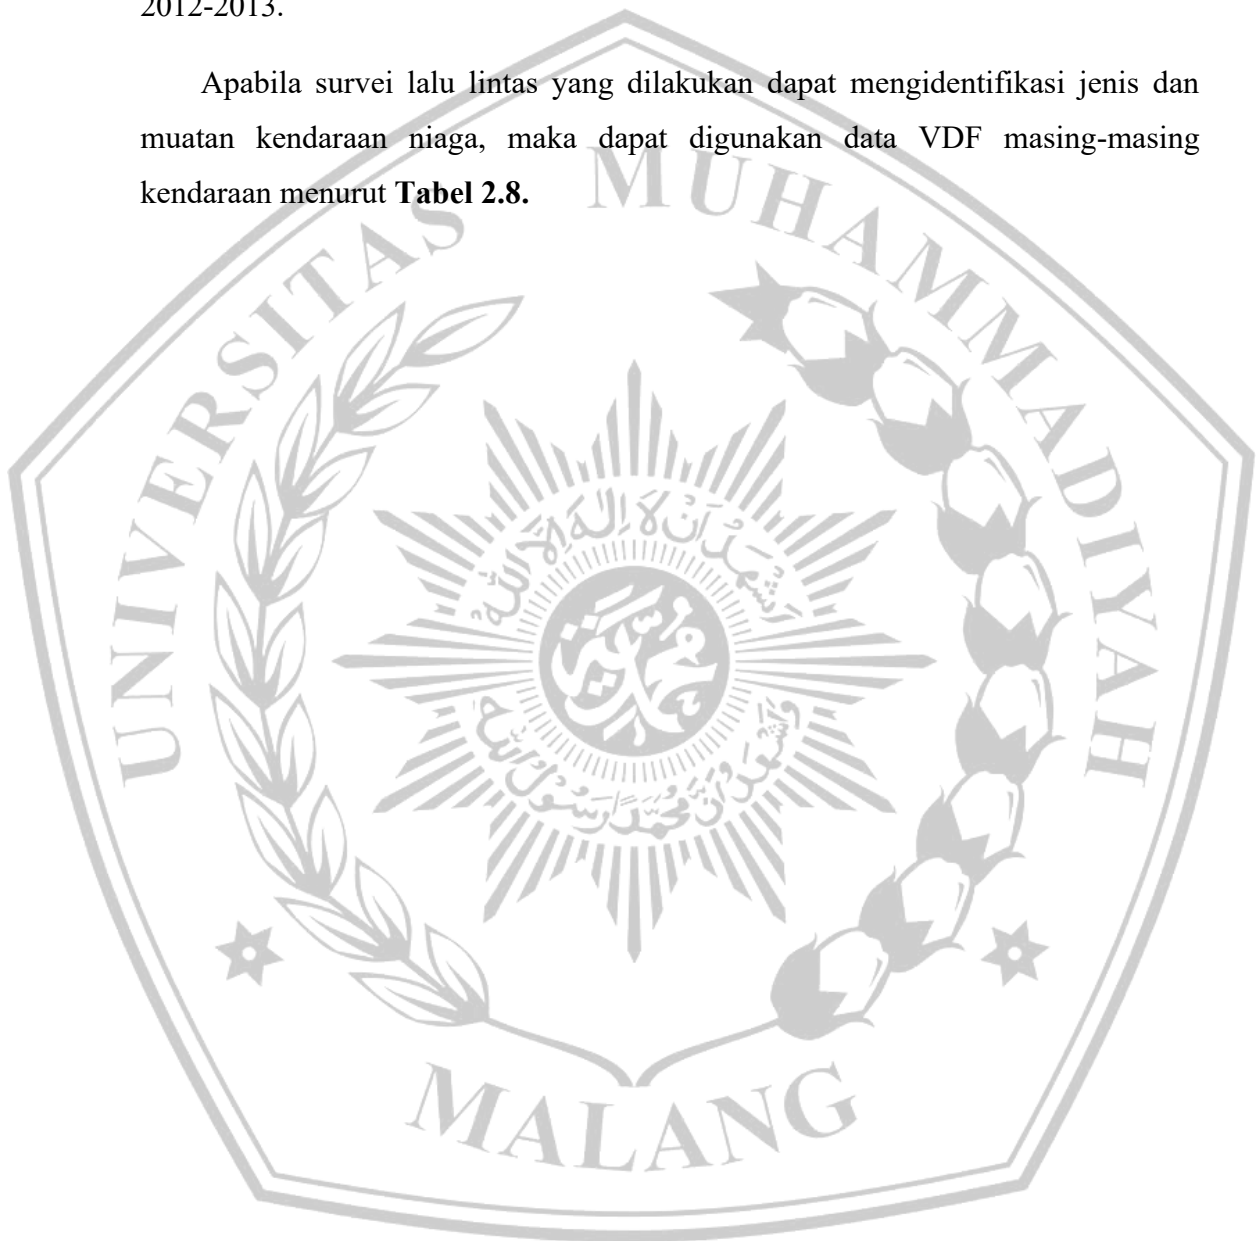 2012-2013.
Apabila survei lalu lintas yang dilakukan dapat mengidentifikasi jenis dan
muatan kendaraan niaga, maka dapat digunakan data VDF masing-masing
kendaraan menurut Tabel 2.8.
UNIVERSITAS MUHAMMADIYAH
MALANG